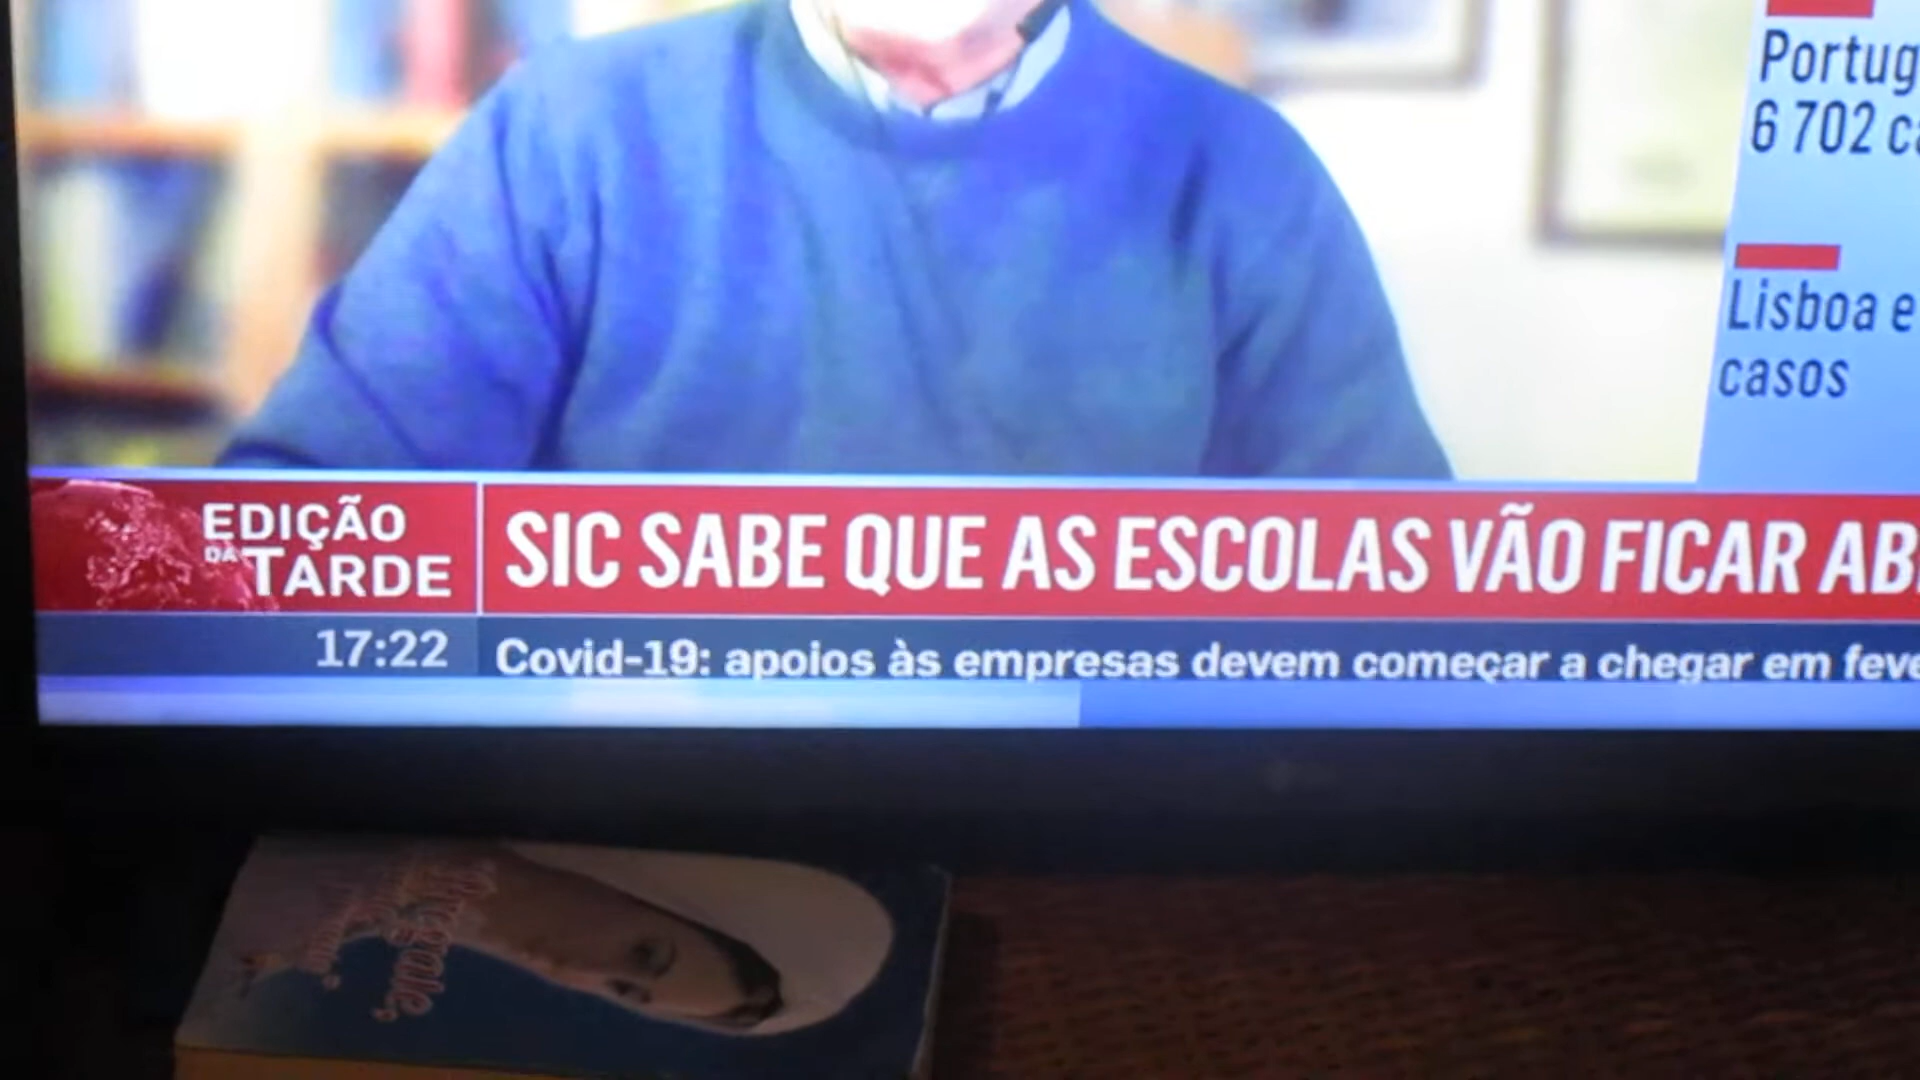 Portug
6 702 ca
Lisboa e
casos
EDIÇÃO
DA TARDE
SIC SABE QUE AS ESCOLAS VÃO FICAR AB
17:22
Covid-19: apoios às empresas devem começar a chegar em feve